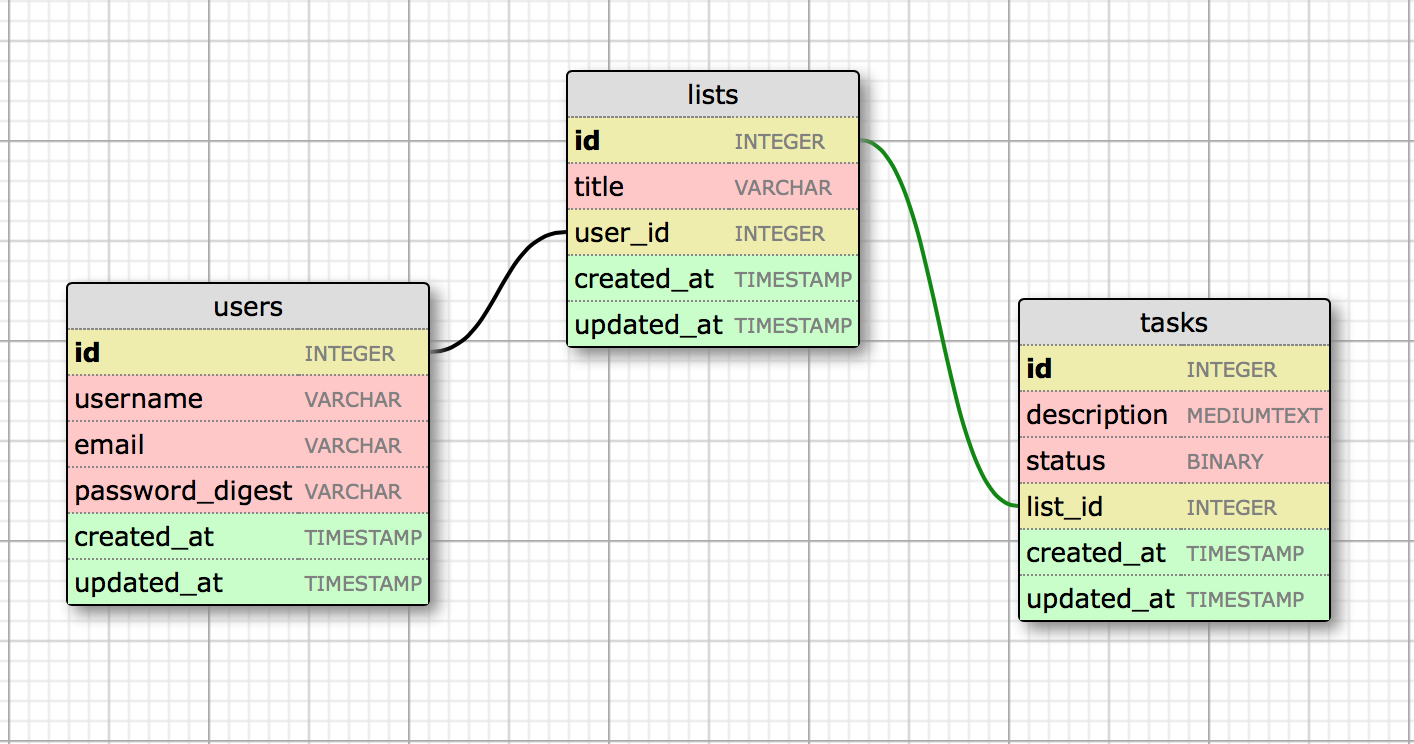 lists
id INTEGER
title VARCHAR
user_id INTEGER
created_at TIMESTAMP
updated_at TIMESTAMP
users
id INTEGER
username VARCHAR
email VARCHAR
password_digest VARCHAR
created_at TIMESTAMP
updated_at TIMESTAMP
tasks
id INTEGER
description MEDIUMTEXT
status BINARY
list_id INTEGER
created_at TIMESTAMP
updated_at TIMESTAMP